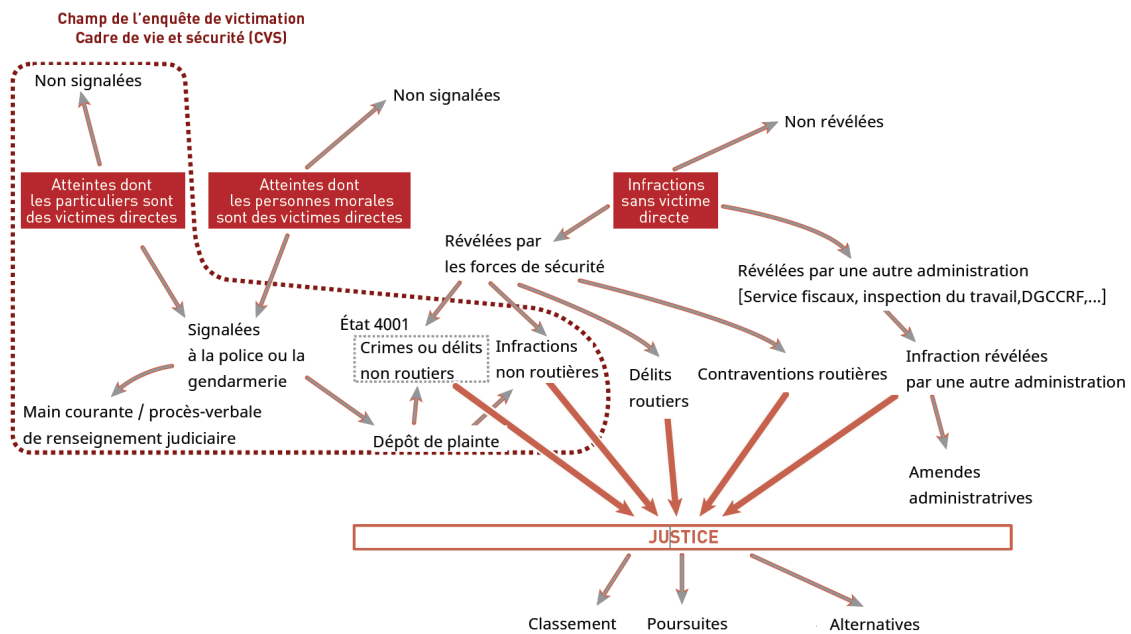 Champ de l'enquête de victimation
Cadre de vie et sécurité (CVS)
Non signalées
Non signalées
Non révélées
Atteintes dont
les particuliers sont
des victimes directes
Atteintes dont
les personnes morales
sont des victimes directes
Infractions
sans victime
directe
Révélées par
les forces de sécurité
Révélées par une autre administration
[Service fiscaux, inspection du travail,DGCCRF,...]
Signalées
à la police ou la
gendarmerie
État 4001
Crimes ou délits
non routiers
Infractions
non routières
Délits
routiers
Contraventions routières
Infraction révélées
par une autre administration
Main courante / procès-verbale
de renseignement judiciaire
Dépôt de plainte
Amendes
administratrives
JUSTICE
Classement
Poursuites
Alternatives